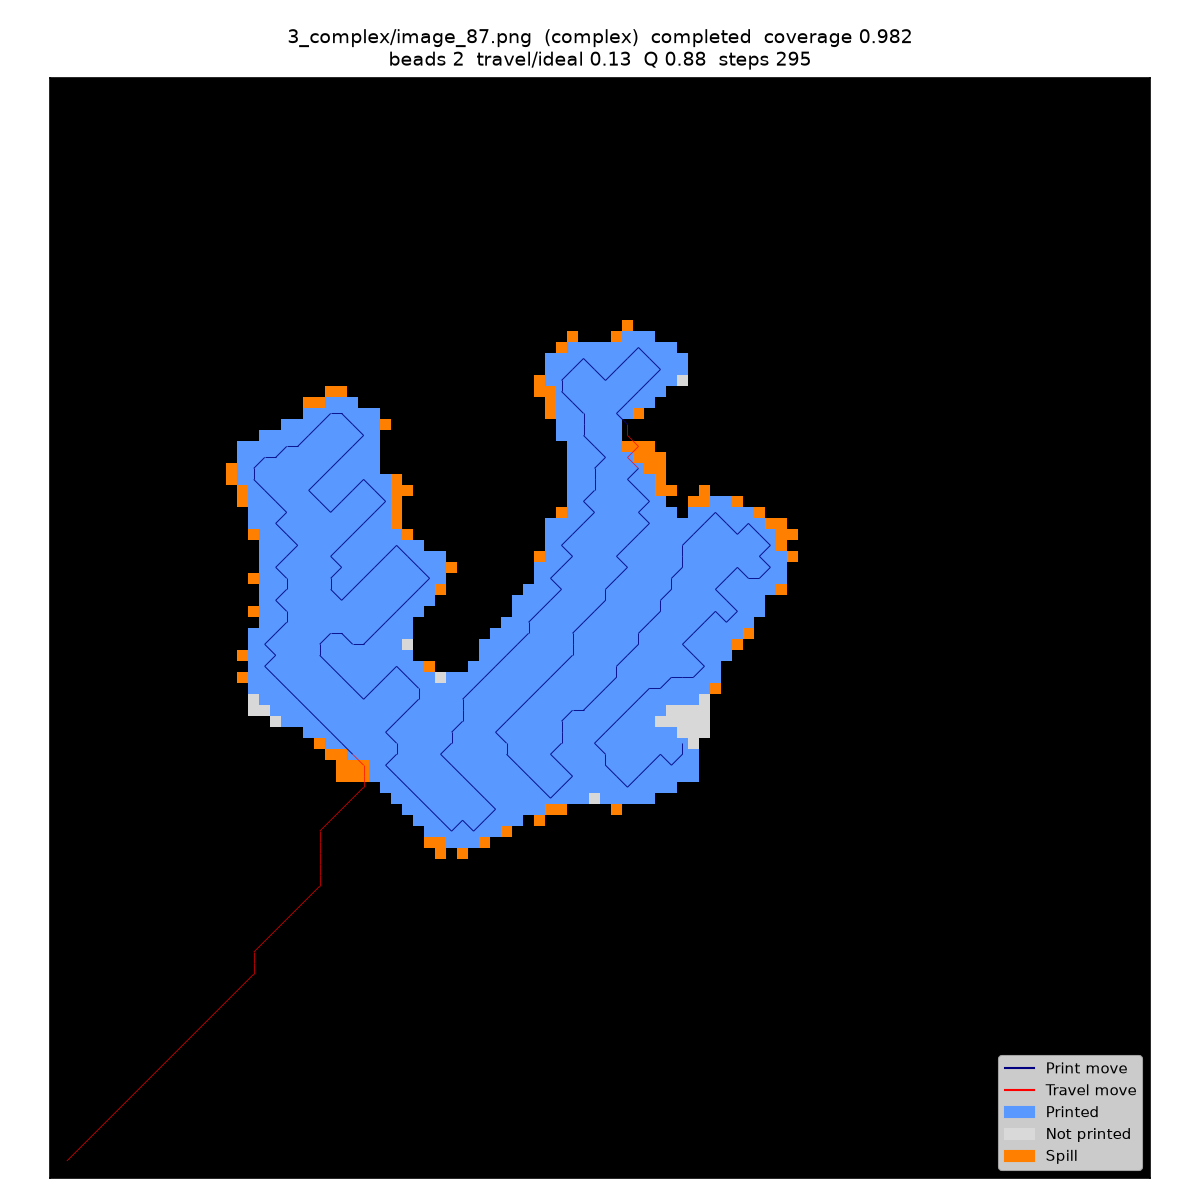 3_complex/image_87.png  (complex)  completed  coverage 0.982
beads 2  travel/ideal 0.13  Q 0.88  steps 295
Print move
Travel move
Printed
Not printed
Spill